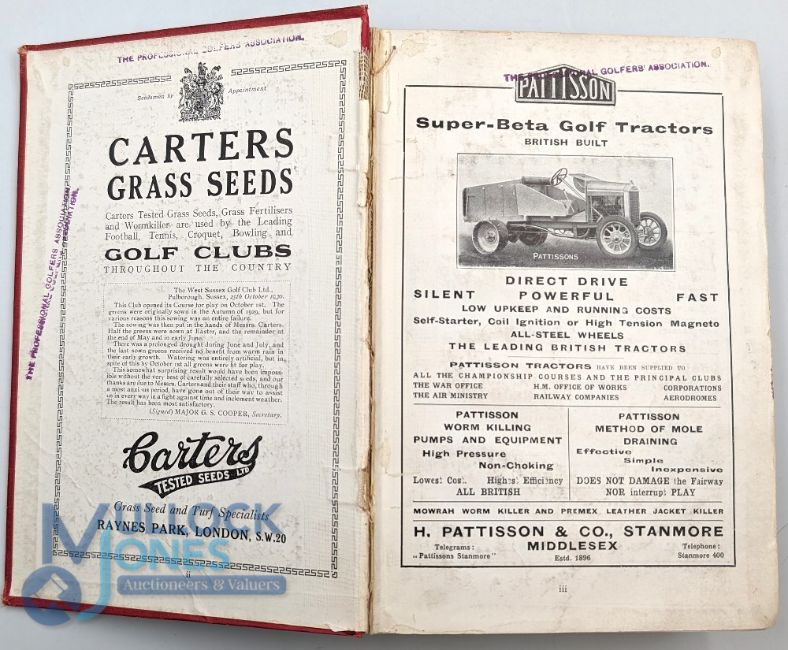 THE PROFESSIONAL GOLFERS ASSOCIATION.
THE PROFESSIONAL GOLFERS ASSOCIATION.
Seedsmen by Appointment
CARTERS
GRASS SEEDS
Carters Tested Grass Seeds, Grass Fertilisers
and Wormkiller are used by the Leading
Football, Tennis, Croquet, Bowling and
GOLF CLUBS
THROUGHOUT THE COUNTRY
The West Sussex Golf Club Ltd.,
Pulborough, Sussex, 25th October 1930.
This Club opened its Course for play on October 1st. The
greens were originally sown in the Autumn of 1929, but for
various reasons this sowing was an entire failure.
The sowing was then put in the hands of Messrs. Carters.
Half the greens were sown at Easter, and the remainder at
the end of May and in early June.
There was a prolonged drought during June and July, and
the last sown greens received no benefit from warm rain in
their early growth. Watering was entirely artificial, but in
spite of this by October 1st all greens were fit for play.
This somewhat surprising result would have been impos-
sible without the very best of carefully selected seeds, and our
thanks are due to Messrs. Carters and their staff who, through
a most anxious period, have gone out of their way to assist
us in every way in a fight against time and inclement weather.
The result has been most satisfactory.
(Signed) MAJOR G. S. COOPER, Secretary.
Carters
TESTED SEEDS LTD
Grass Seed and Turf Specialists
RAYNES PARK, LONDON, S.W.20
ii
MULLOCK
JONES
Auctioneers & Valuers
THE PROFESSIONAL GOLFERS' ASSOCIATION.
PATTISSON
Super-Beta Golf Tractors
BRITISH BUILT
PATTISSONS
DIRECT DRIVE
SILENT POWERFUL FAST
LOW UPKEEP AND RUNNING COSTS
Self-Starter, Coil Ignition or High Tension Magneto
ALL-STEEL WHEELS
THE LEADING BRITISH TRACTORS
PATTISSON TRACTORS HAVE BEEN SUPPLIED TO
ALL THE CHAMPIONSHIP COURSES AND THE PRINCIPAL CLUBS
THE WAR OFFICE H.M. OFFICE OF WORKS CORPORATIONS
THE AIR MINISTRY RAILWAY COMPANIES AERODROMES
PATTISSON
WORM KILLING
PUMPS AND EQUIPMENT
High Pressure
Non-Choking
Lowest Cost. Highest Efficiency
ALL BRITISH
PATTISSON
METHOD OF MOLE
DRAINING
Effective
Simple
Inexpensive
DOES NOT DAMAGE the Fairway
NOR interrupt PLAY
MOWRAH WORM KILLER AND PREMEX LEATHER JACKET KILLER
H. PATTISSON & CO., STANMORE
MIDDLESEX
Telegrams:
"Pattissons Stanmore"
Estd. 1896
Telephone:
Stanmore 400
iii